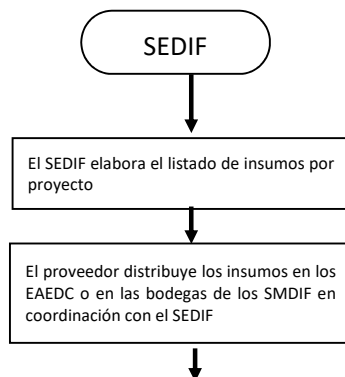 SEDIF
El SEDIF elabora el listado de insumos por
proyecto
El proveedor distribuye los insumos en los
EAEDC o en las bodegas de los SMDIF en
coordinación con el SEDIF